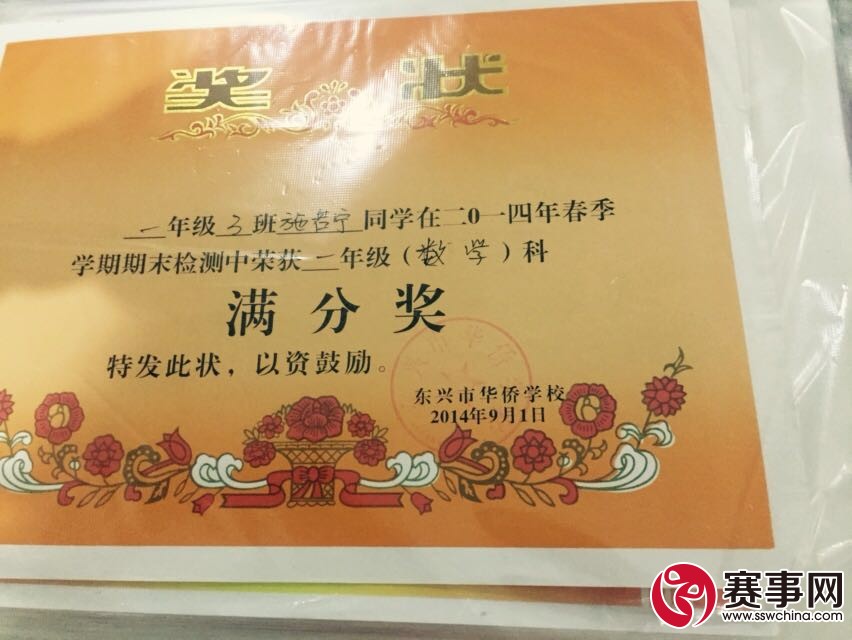 奖 状
一年级3班施哲宁同学在二0一四年春季
学期期末检测中荣获一年级(数学)科
满分奖
特发此状，以资鼓励。
东兴市华侨学校
2014年9月1日
赛事网
www.sswchina.com